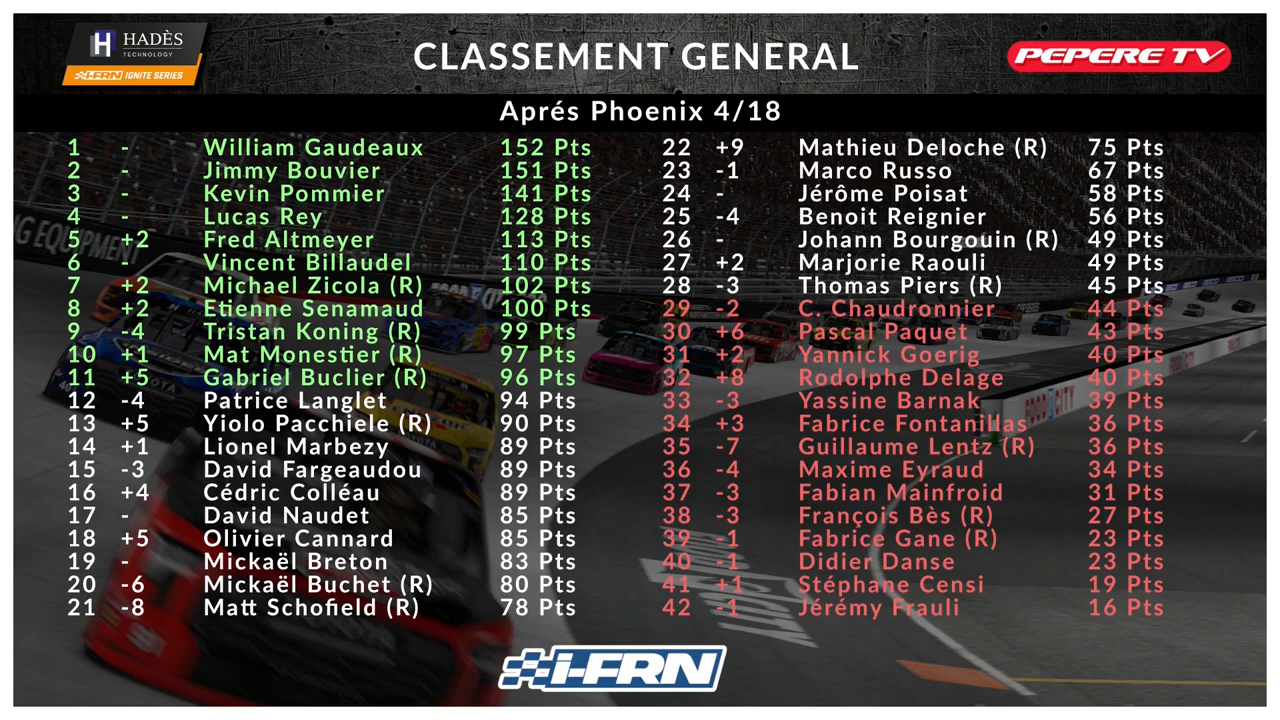 HADÈS
TECHNOLOGY
i-FRN IGNITE SERIES
CLASSEMENT GENERAL
PEPERE TV
Aprés Phoenix 4/18
1 - William Gaudeaux 152 Pts
2 - Jimmy Bouvier 151 Pts
3 - Kevin Pommier 141 Pts
4 - Lucas Rey 128 Pts
5 +2 Fred Altmeyer 113 Pts
6 - Vincent Billaudel 110 Pts
7 +2 Michael Zicola (R) 102 Pts
8 +2 Etienne Senamaud 100 Pts
9 -4 Tristan Koning (R) 99 Pts
10 +1 Mat Monestier (R) 97 Pts
11 +5 Gabriel Buclier (R) 96 Pts
12 -4 Patrice Langlet 94 Pts
13 +5 Yiolo Pacchiele (R) 90 Pts
14 +1 Lionel Marbezy 89 Pts
15 -3 David Fargeaudou 89 Pts
16 +4 Cédric Colléau 89 Pts
17 - David Naudet 85 Pts
18 +5 Olivier Cannard 85 Pts
19 - Mickaël Breton 83 Pts
20 -6 Mickaël Buchet (R) 80 Pts
21 -8 Matt Schofield (R) 78 Pts
22 +9 Mathieu Deloche (R) 75 Pts
23 -1 Marco Russo 67 Pts
24 - Jérôme Poisat 58 Pts
25 -4 Benoit Reignier 56 Pts
26 - Johann Bourgouin (R) 49 Pts
27 +2 Marjorie Raouli 49 Pts
28 -3 Thomas Piers (R) 45 Pts
29 -2 C. Chaudronnier 44 Pts
30 +6 Pascal Paquet 43 Pts
31 +2 Yannick Goerig 40 Pts
32 +8 Rodolphe Delage 40 Pts
33 -3 Yassine Barnak 39 Pts
34 +3 Fabrice Fontanillas 36 Pts
35 -7 Guillaume Lentz (R) 36 Pts
36 -4 Maxime Eyraud 34 Pts
37 -3 Fabian Mainfroid 31 Pts
38 -3 François Bès (R) 27 Pts
39 -1 Fabrice Gane (R) 23 Pts
40 -1 Didier Danse 23 Pts
41 +1 Stéphane Censi 19 Pts
42 -1 Jérémy Frauli 16 Pts
EQUIPMENT
FOOD CITY
i-FRN